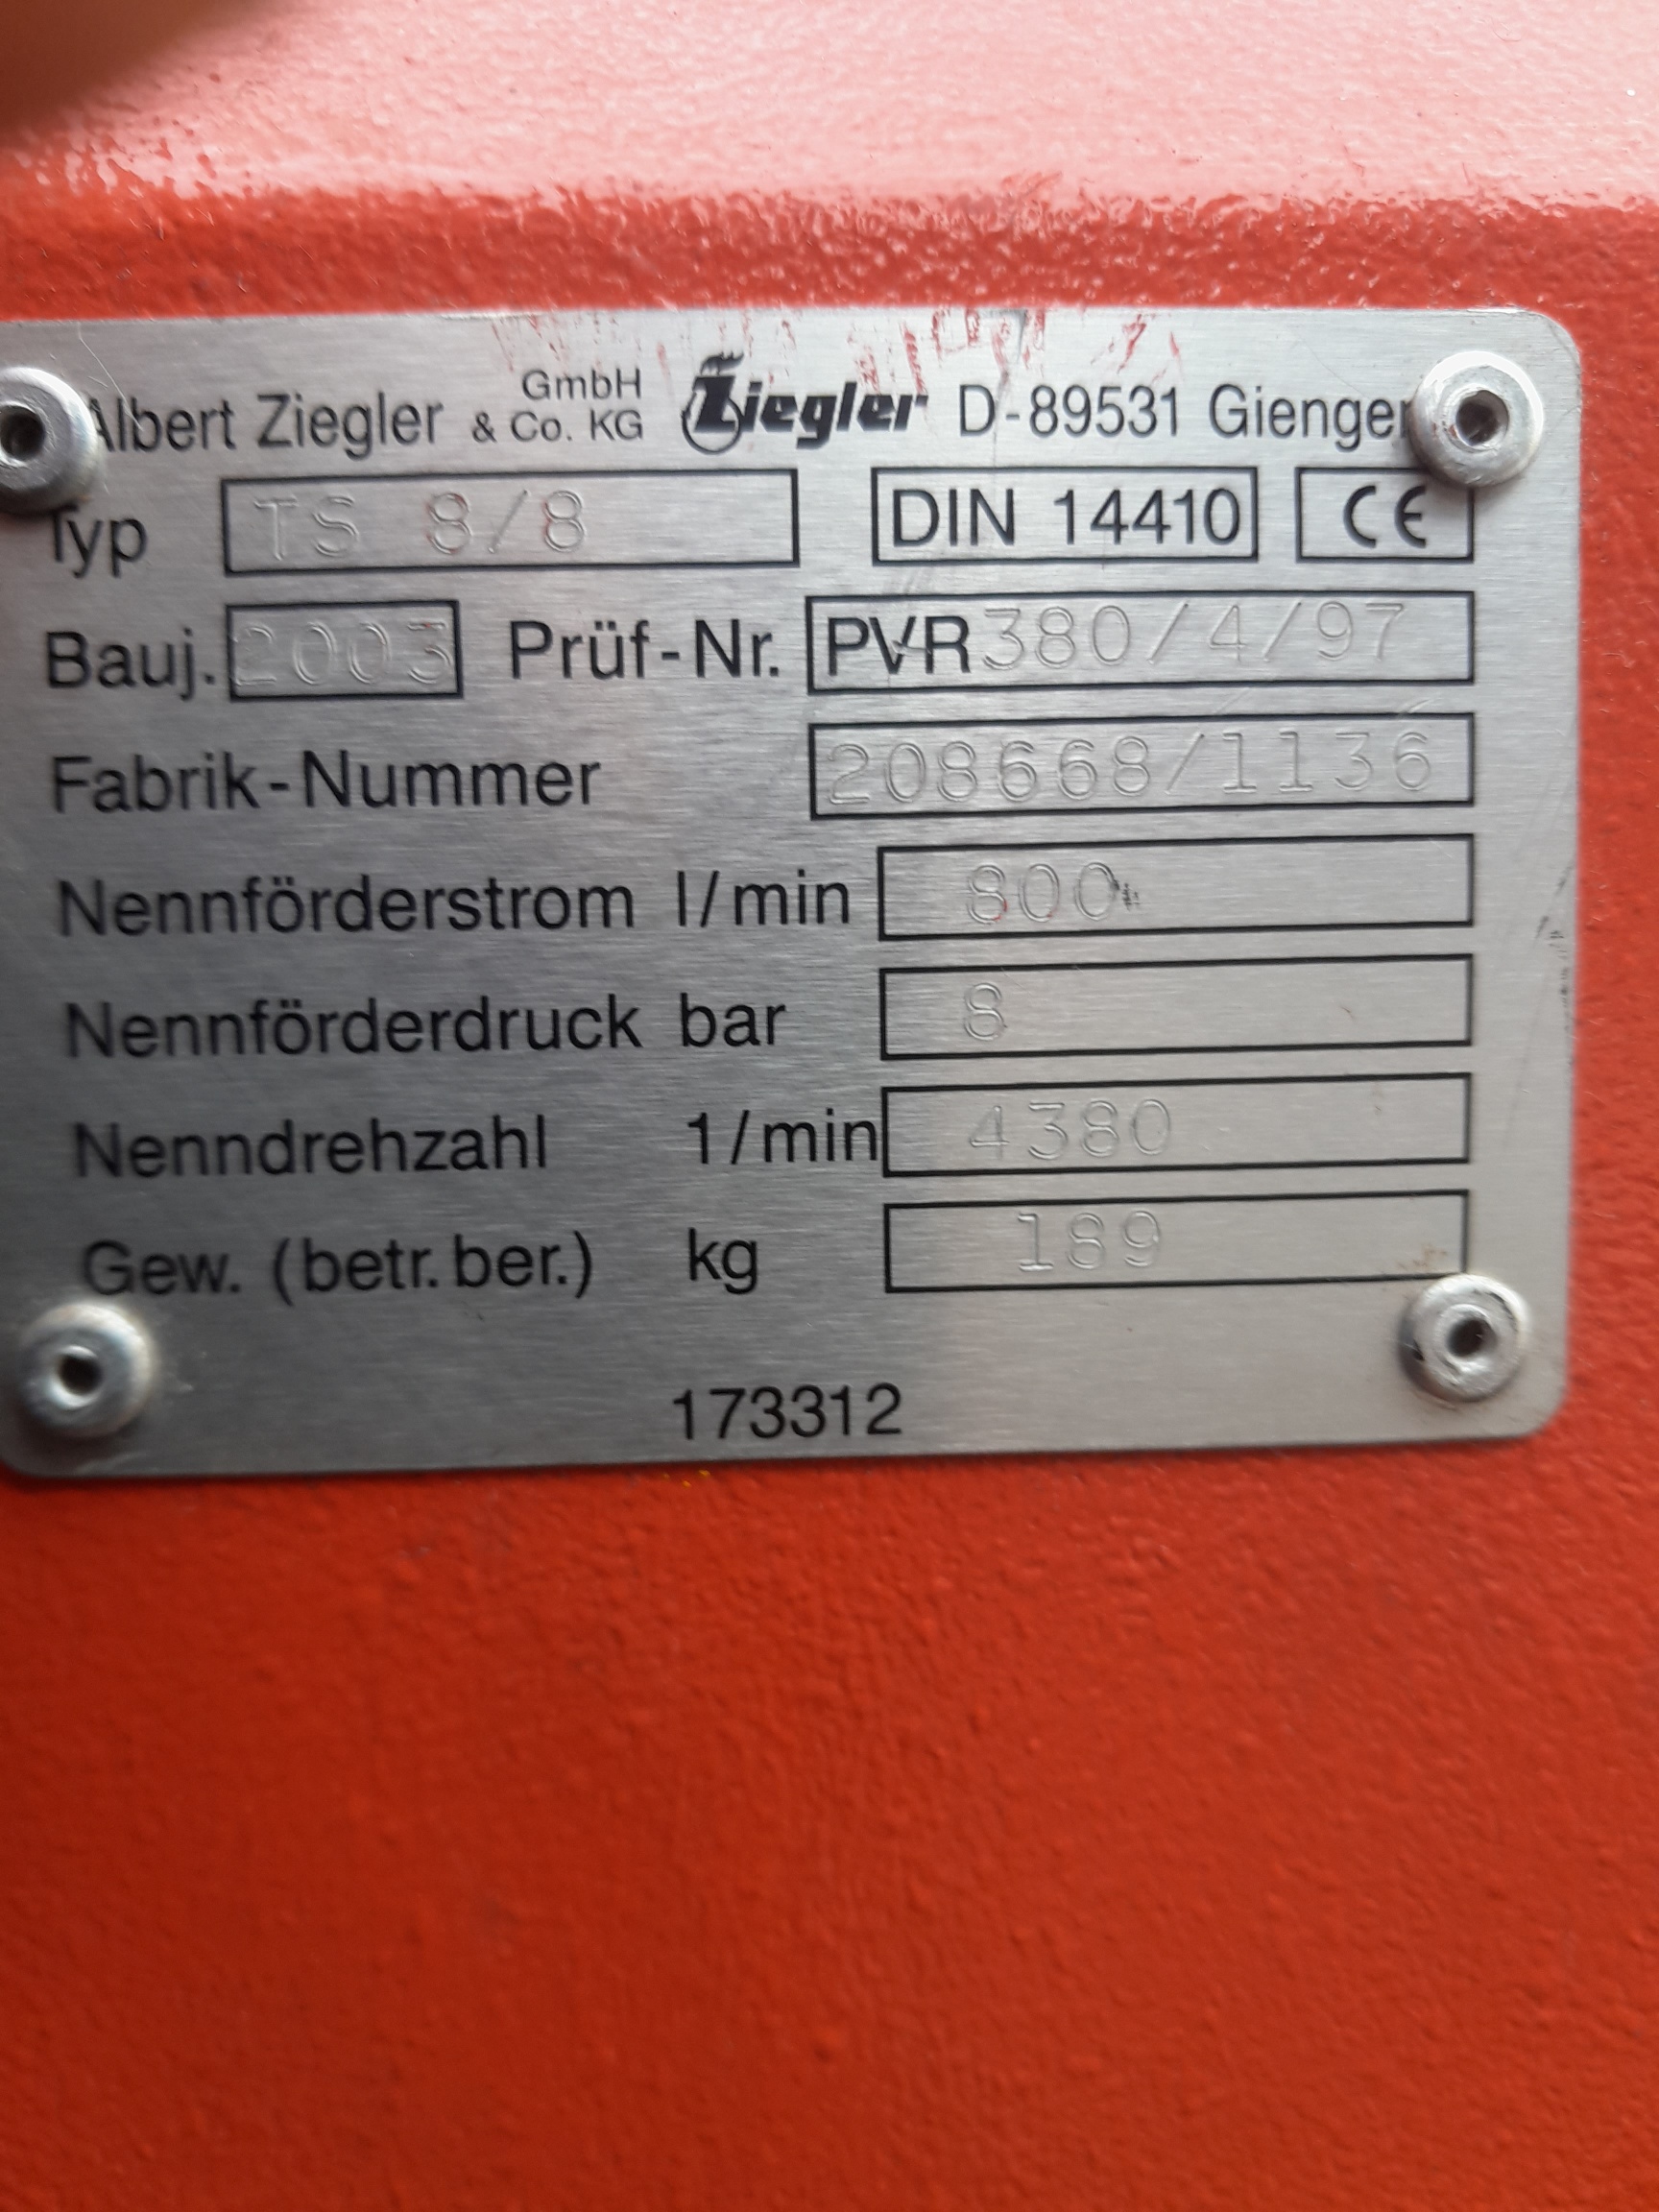 Albert Ziegler GmbH & Co. KG Ziegler D-89531 Giengen
Typ TS 8/8 DIN 14410 CE
Bauj. 2003 Prüf-Nr. PVR 380/4/97
Fabrik-Nummer 208668/1136
Nennförderstrom l/min 800
Nennförderdruck bar 8
Nenndrehzahl 1/min 4380
Gew. (betr. ber.) kg 189
173312